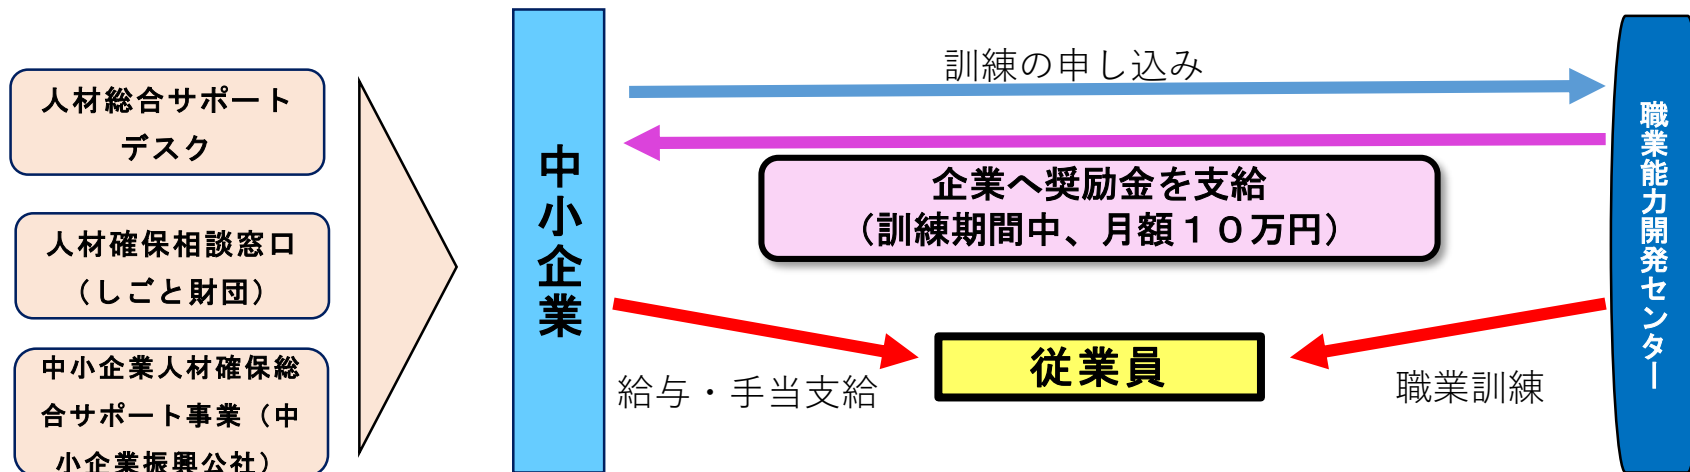 人材総合サポート
デスク
人材確保相談窓口
（しごと財団）
中小企業人材確保総
合サポート事業（中
小企業振興公社）
中小企業
訓練の申し込み
企業へ奨励金を支給
（訓練期間中、月額１０万円）
給与・手当支給
従業員
職業訓練
職業能力開発センター